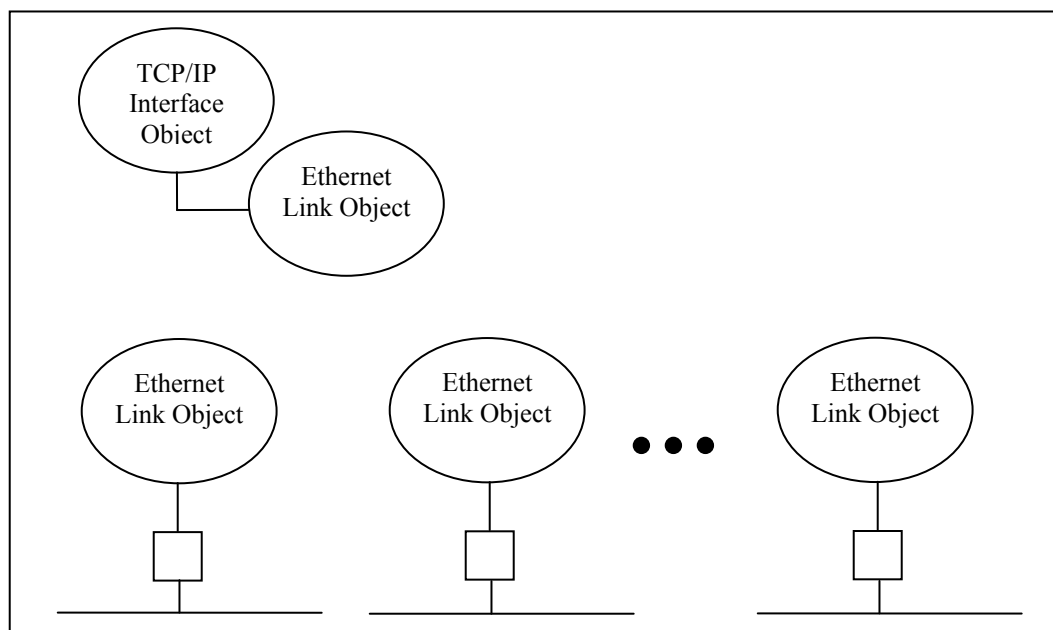 TCP/IP
Interface
Object
Ethernet
Link Object
Ethernet
Link Object
Ethernet
Link Object
Ethernet
Link Object